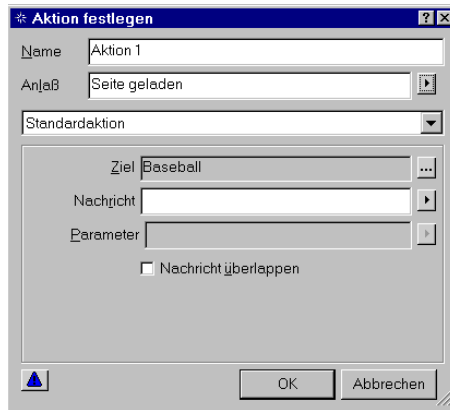 Aktion festlegen
Name Aktion 1
Anlaß Seite geladen
Standardaktion
Ziel Baseball ...
Nachricht
Parameter
Nachricht überlappen
OK Abbrechen